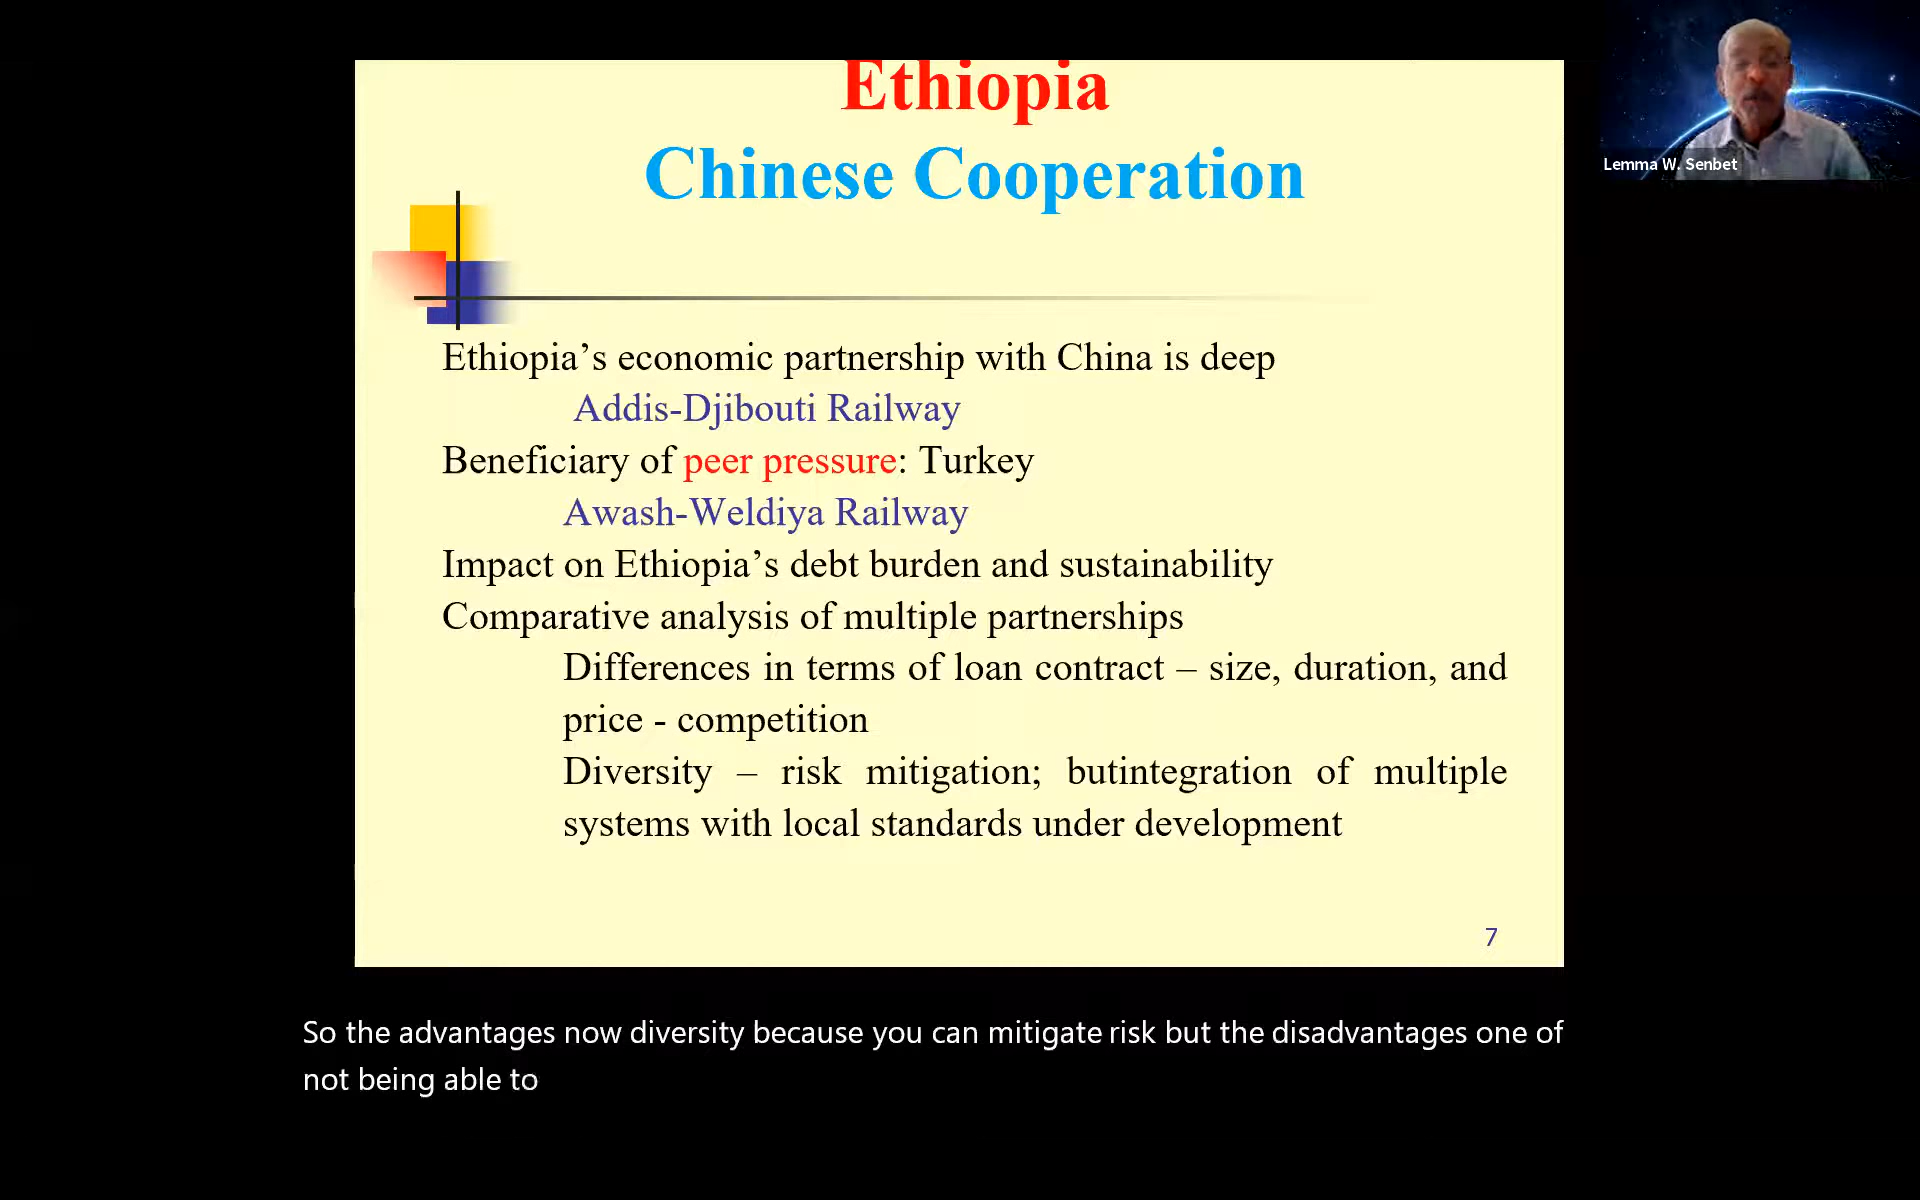 Ethiopia
Chinese Cooperation
Lemma W. Senbet
Ethiopia’s economic partnership with China is deep
Addis-Djibouti Railway
Beneficiary of peer pressure: Turkey
Awash-Weldiya Railway
Impact on Ethiopia’s debt burden and sustainability
Comparative analysis of multiple partnerships
Differences in terms of loan contract – size, duration, and
price - competition
Diversity – risk mitigation; butintegration of multiple
systems with local standards under development
7
So the advantages now diversity because you can mitigate risk but the disadvantages one of
not being able to